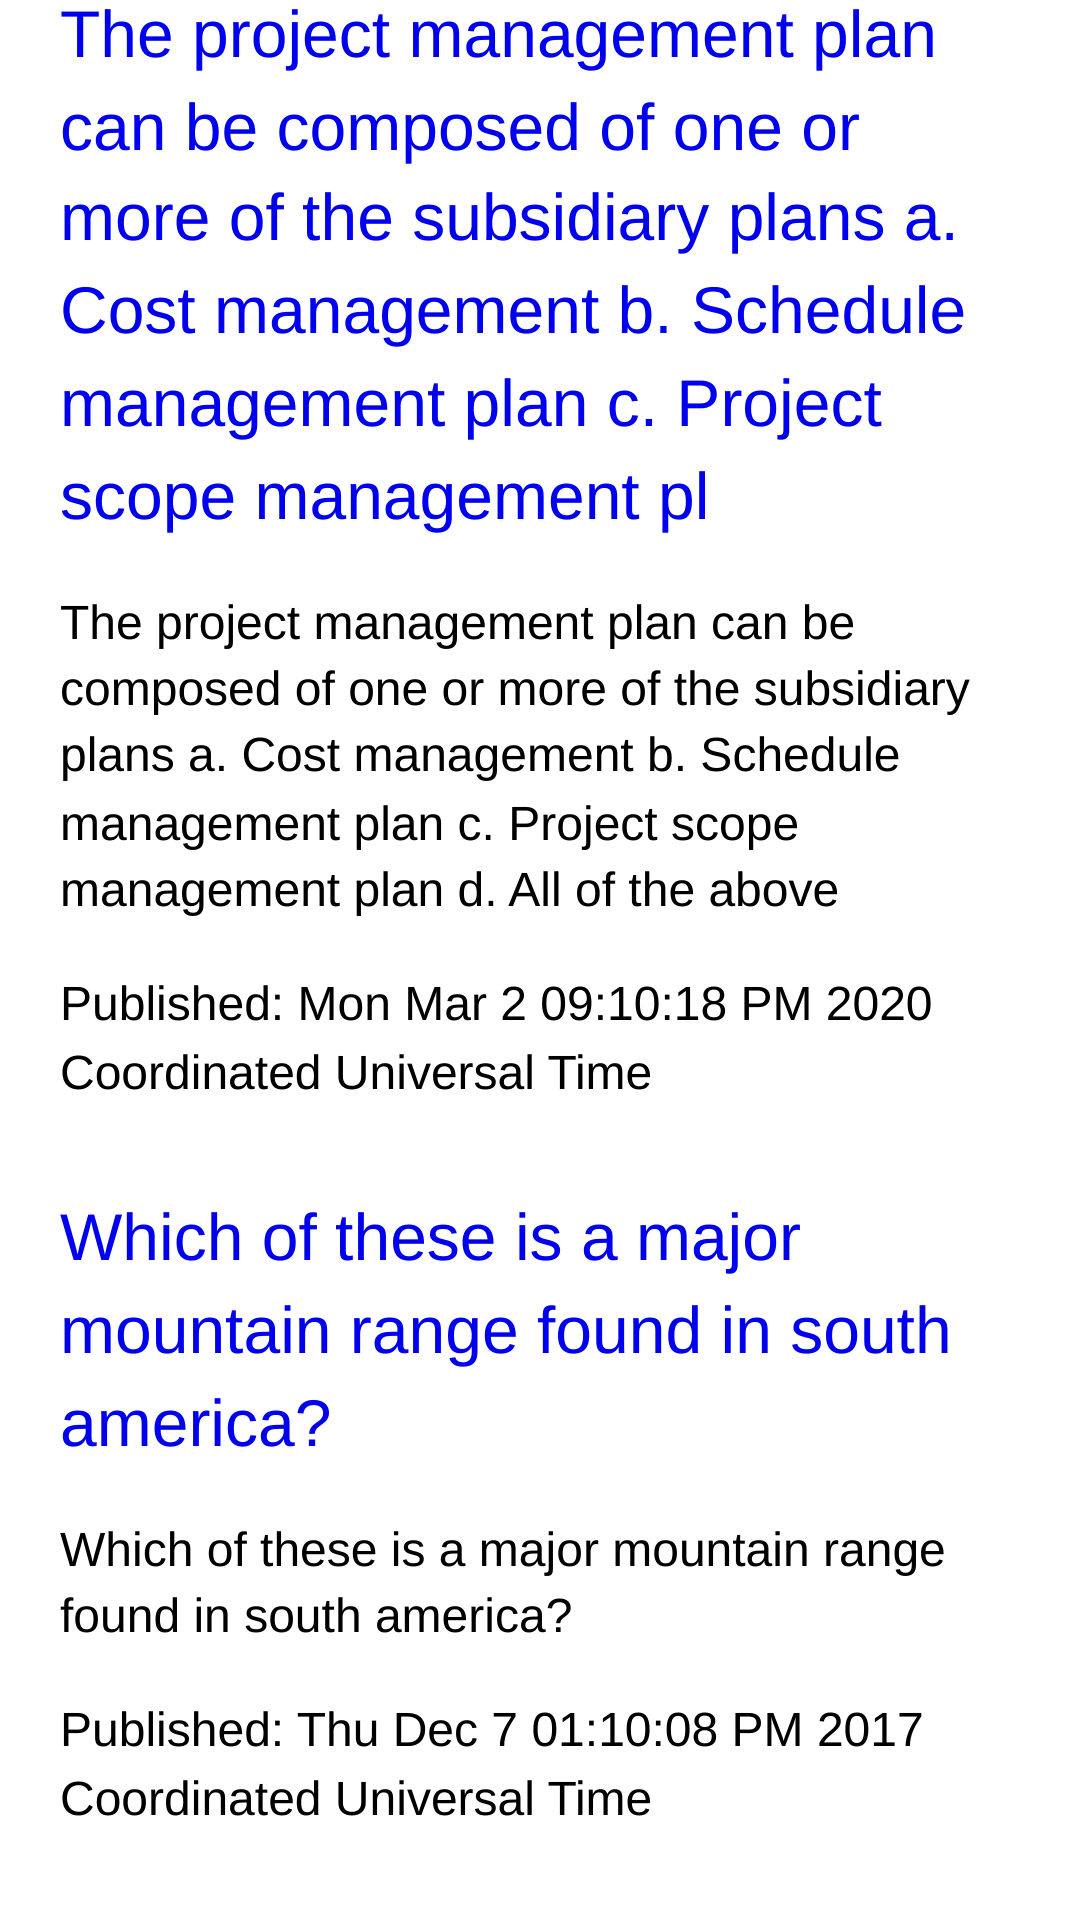 The project management plan
can be composed of one or
more of the subsidiary plans a.
Cost management b. Schedule
management plan c. Project
scope management pl
The project management plan can be
composed of one or more of the subsidiary
plans a. Cost management b. Schedule
management plan c. Project scope
management plan d. All of the above
Published: Mon Mar 2 09:10:18 PM 2020
Coordinated Universal Time
Which of these is a major
mountain range found in south
america?
Which of these is a major mountain range
found in south america?
Published: Thu Dec 7 01:10:08 PM 2017
Coordinated Universal Time